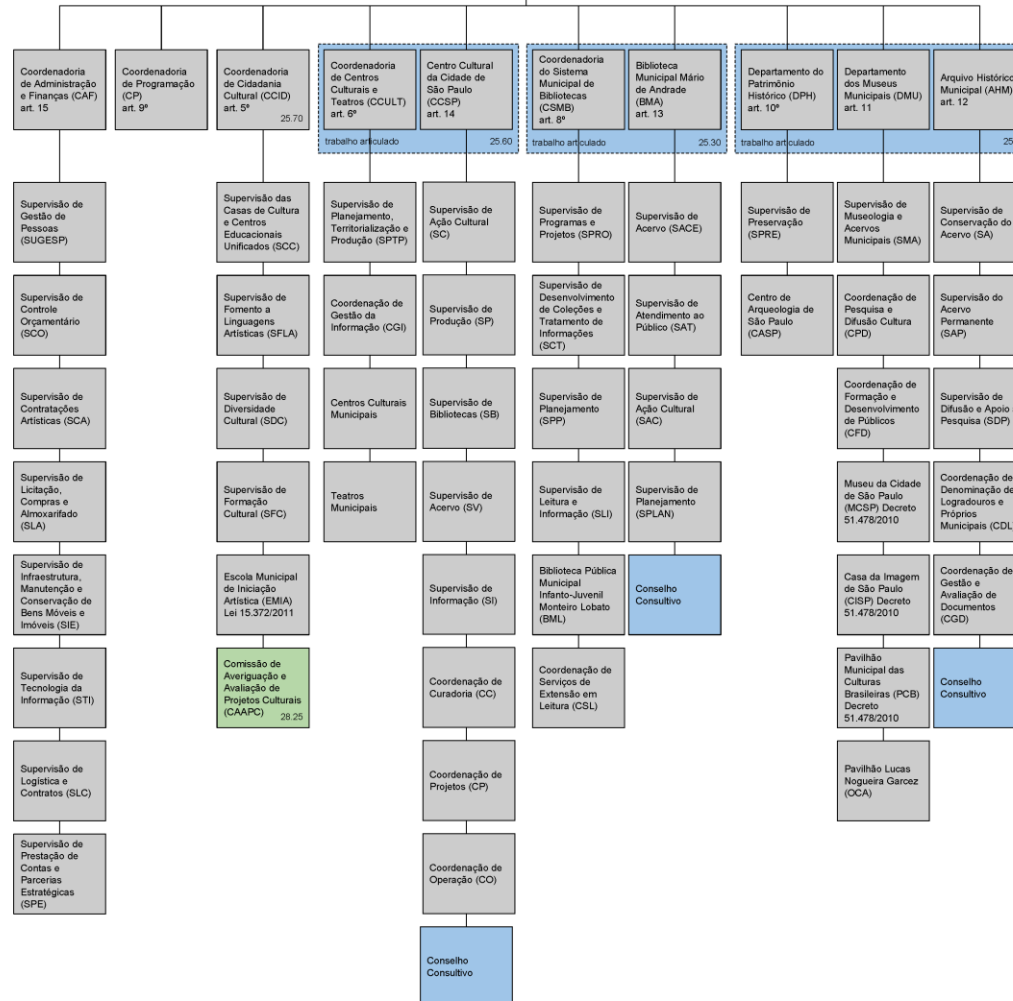 Coordenadoria
de Administração
e Finanças (CAF)
art. 15
Coordenadoria
de Programação
(CP)
art. 9º
Coordenadoria
de Cidadania
Cultural (CCID)
art. 5º
25.70
Coordenadoria
de Centros
Culturais e
Teatros (CCULT)
art. 6º
Centro Cultural
da Cidade de
São Paulo
(CCSP)
art. 14
trabalho articulado
25.60
Coordenadoria
do Sistema
Municipal de
Bibliotecas
(CSMB)
art. 8º
Biblioteca
Municipal Mário
de Andrade
(BMA)
art. 13
trabalho articulado
25.30
Departamento do
Patrimônio
Histórico (DPH)
art. 10º
Departamento
dos Museus
Municipais (DMU)
art. 11
Arquivo Histórico
Municipal (AHM)
art. 12
trabalho articulado
25
Supervisão de
Gestão de
Pessoas
(SUGESP)
Supervisão de
Controle
Orçamentário
(SCO)
Supervisão de
Contratações
Artísticas (SCA)
Supervisão de
Licitação,
Compras e
Almoxarifado
(SLA)
Supervisão de
Infraestrutura,
Manutenção e
Conservação de
Bens Móveis e
Imóveis (SIE)
Supervisão de
Tecnologia da
Informação (STI)
Supervisão de
Logística e
Contratos (SLC)
Supervisão de
Prestação de
Contas e
Parcerias
Estratégicas
(SPE)
Supervisão das
Casas de Cultura
e Centros
Educacionais
Unificados (SCC)
Supervisão de
Fomento a
Linguagens
Artísticas (SFLA)
Supervisão de
Diversidade
Cultural (SDC)
Supervisão de
Formação
Cultural (SFC)
Escola Municipal
de Iniciação
Artística (EMIA)
Lei 15.372/2011
Comissão de
Averiguação e
Avaliação de
Projetos Culturais
(CAAPC)
28.25
Supervisão de
Planejamento,
Territorialização e
Produção (SPTP)
Coordenação de
Gestão da
Informação (CGI)
Centros Culturais
Municipais
Teatros
Municipais
Supervisão de
Ação Cultural
(SC)
Supervisão de
Produção (SP)
Supervisão de
Bibliotecas (SB)
Supervisão de
Acervo (SV)
Supervisão de
Informação (SI)
Coordenação de
Curadoria (CC)
Coordenação de
Projetos (CP)
Coordenação de
Operação (CO)
Conselho
Consultivo
Supervisão de
Programas e
Projetos (SPRO)
Supervisão de
Desenvolvimento
de Coleções e
Tratamento de
Informações
(SCT)
Supervisão de
Planejamento
(SPP)
Supervisão de
Leitura e
Informação (SLI)
Biblioteca Pública
Municipal
Infanto-Juvenil
Monteiro Lobato
(BML)
Coordenação de
Serviços de
Extensão em
Leitura (CSL)
Supervisão de
Acervo (SACE)
Supervisão de
Atendimento ao
Público (SAT)
Supervisão de
Ação Cultural
(SAC)
Supervisão de
Planejamento
(SPLAN)
Conselho
Consultivo
Supervisão de
Preservação
(SPRE)
Centro de
Arqueologia de
São Paulo
(CASP)
Supervisão de
Museologia e
Acervos
Municipais (SMA)
Coordenação de
Pesquisa e
Difusão Cultura
(CPD)
Coordenação de
Formação e
Desenvolvimento
de Públicos
(CFD)
Museu da Cidade
de São Paulo
(MCSP) Decreto
51.478/2010
Casa da Imagem
de São Paulo
(CISP) Decreto
51.478/2010
Pavilhão
Municipal das
Culturas
Brasileiras (PCB)
Decreto
51.478/2010
Pavilhão Lucas
Nogueira Garcez
(OCA)
Supervisão de
Conservação do
Acervo (SA)
Supervisão do
Acervo
Permanente
(SAP)
Supervisão de
Difusão e Apoio
Pesquisa (SDP)
Coordenação de
Denominação de
Logradouros e
Próprios
Municipais (CDL)
Coordenação de
Gestão e
Avaliação de
Documentos
(CGD)
Conselho
Consultivo